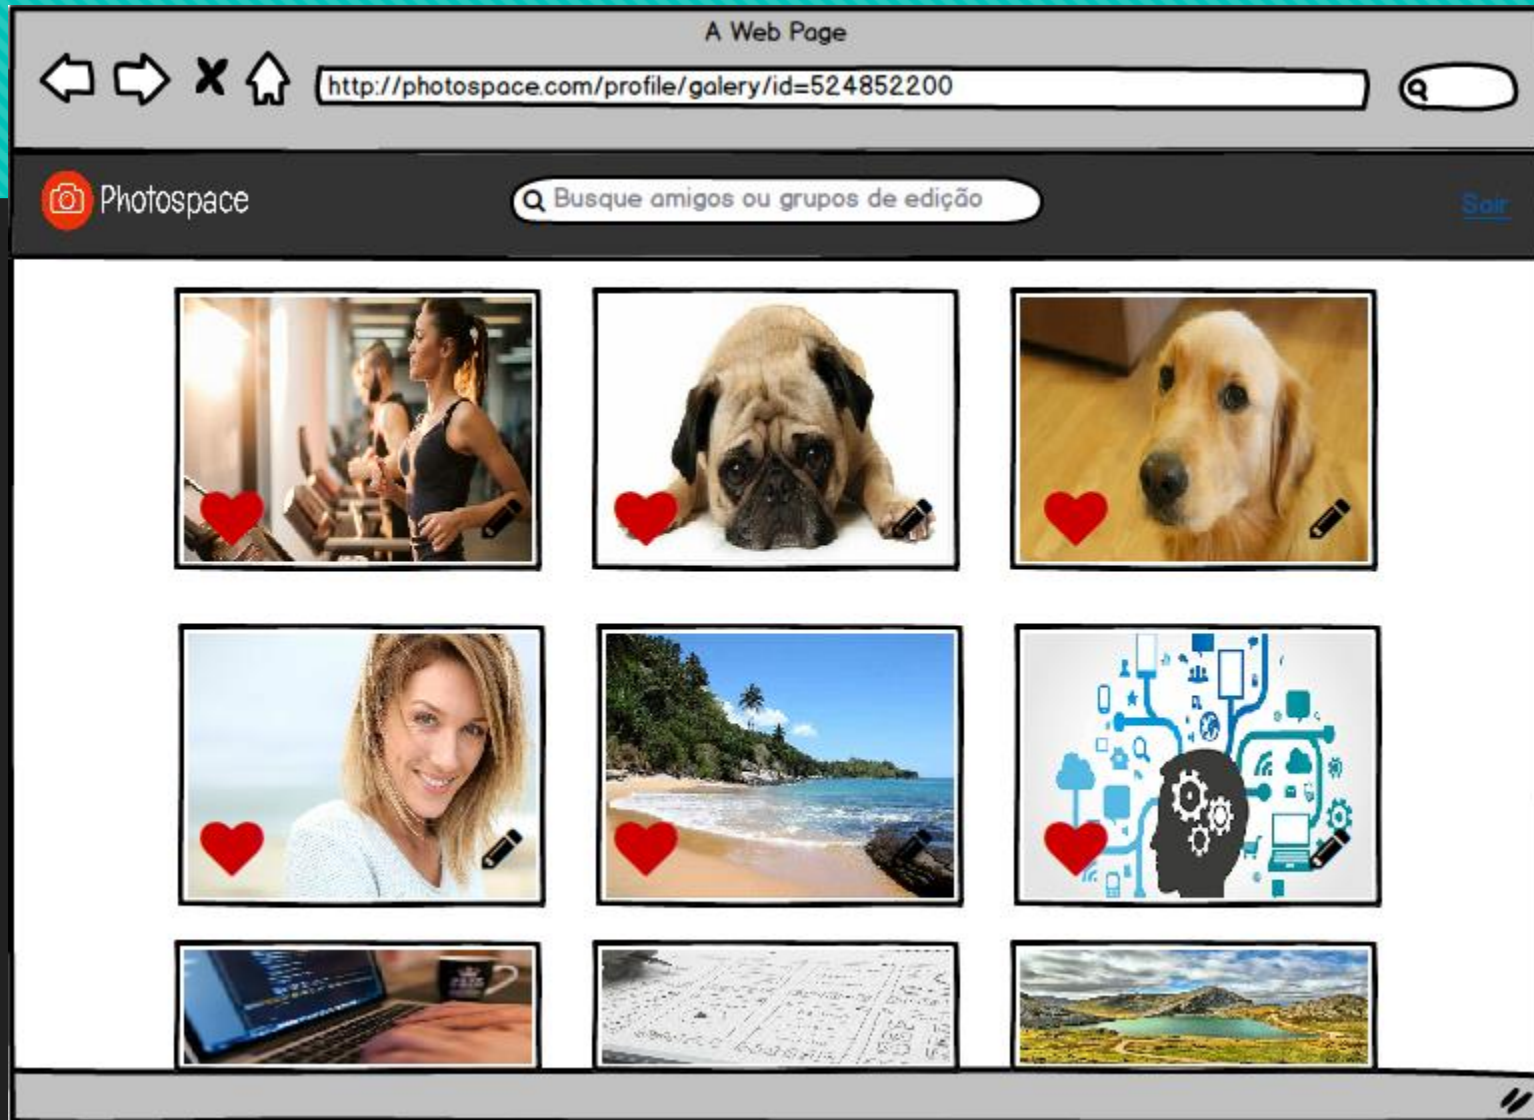 A Web Page
http://photospace.com/profile/galery/id=524852200
Photospace
Busque amigos ou grupos de edição
Sair